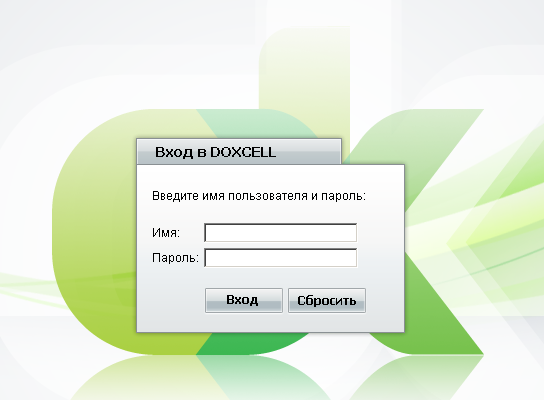 Вход в DOXCELL
Введите имя пользователя и пароль:
Имя:
Пароль:
Вход Сбросить